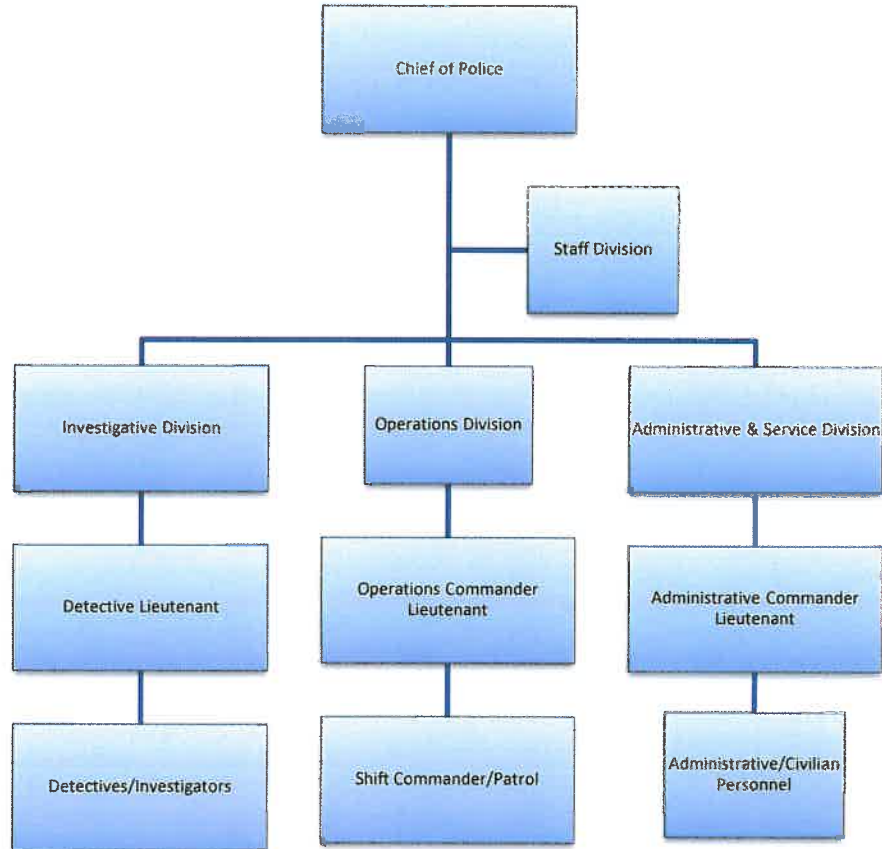 Chief of Police
Staff Division
Investigative Division
Operations Division
Administrative & Service Division
Detective Lieutenant
Operations Commander
Lieutenant
Administrative Commander
Lieutenant
Detectives/Investigators
Shift Commander/Patrol
Administrative/Civilian
Personnel